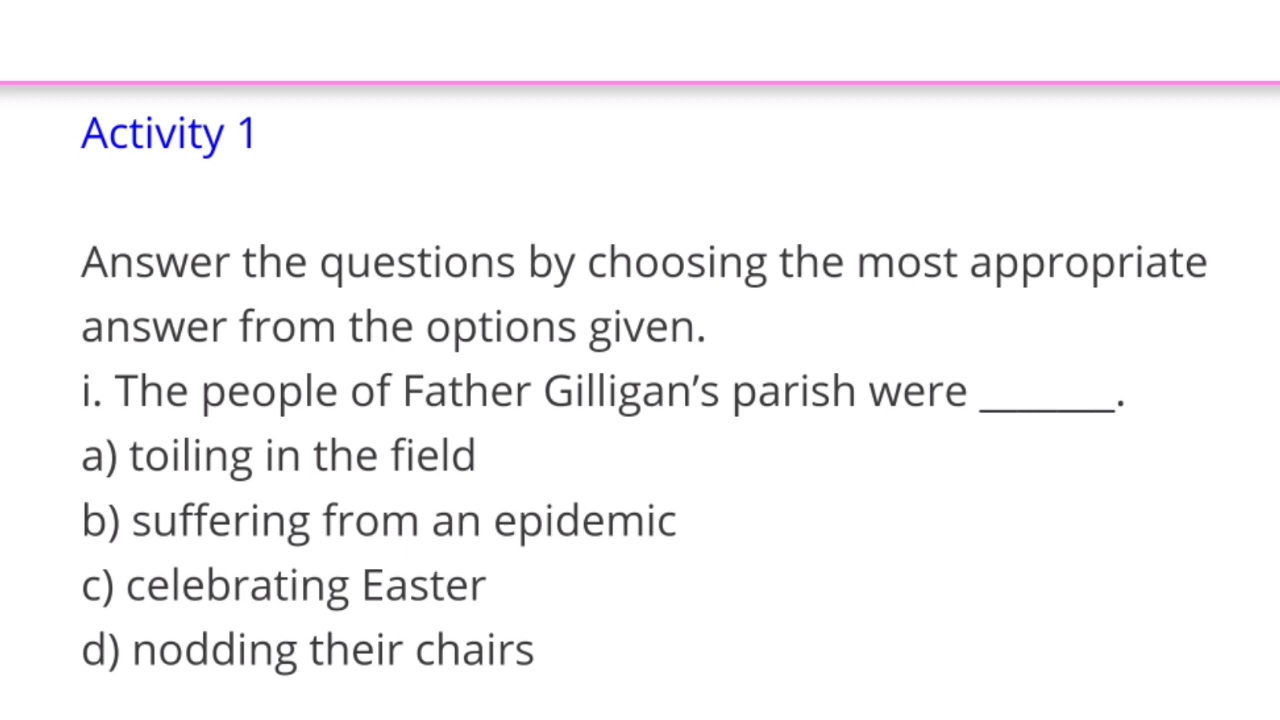 Activity 1
Answer the questions by choosing the most appropriate
answer from the options given.
i. The people of Father Gilligan’s parish were ______.
a) toiling in the field
b) suffering from an epidemic
c) celebrating Easter
d) nodding their chairs